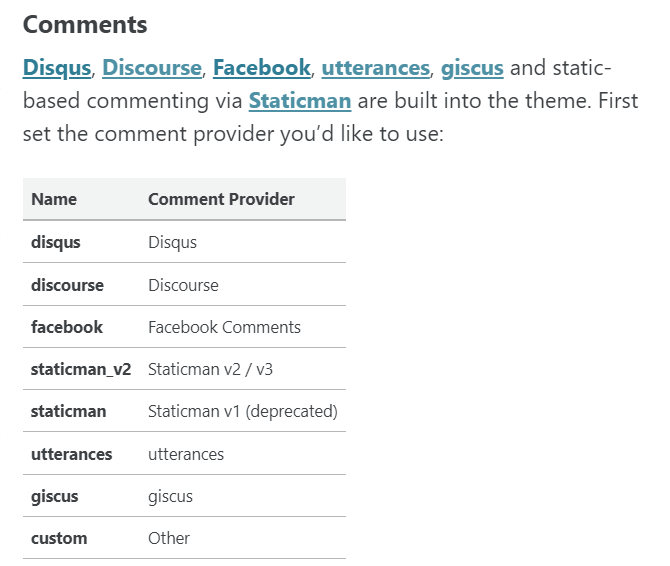 Comments
Disqus, Discourse, Facebook, utterances, giscus and static-
based commenting via Staticman are built into the theme. First
set the comment provider you’d like to use:
Name Comment Provider
disqus Disqus
discourse Discourse
facebook Facebook Comments
staticman_v2 Staticman v2 / v3
staticman Staticman v1 (deprecated)
utterances utterances
giscus giscus
custom Other